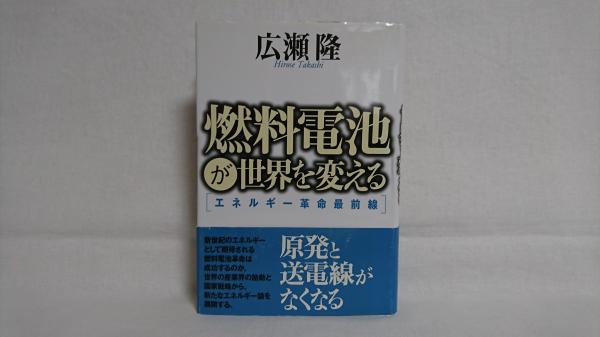 広瀬 隆
Hirose Takashi
燃料電池
が世界を変える
[エネルギー革命最前線]
新世紀のエネルギー
として期待される
燃料電池革命は
成功するのか。
世界の産業界の胎動と
国家戦略から、
新たなエネルギー論を
展開する。
原発と
送電線が
なくなる